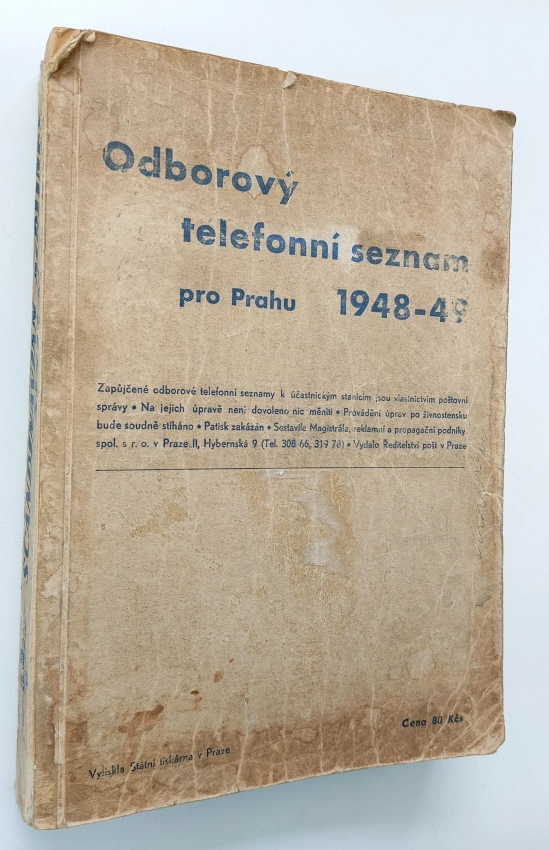 Odborový
telefonní seznam
pro Prahu 1948-49
Zapůjčené odborové telefonní seznamy k účastnickým stanicím jsou vlastnictvím poštovní
správy • Na jejich úpravě není dovoleno nic měniti • Provádění úprav po živnostensku
bude soudně stíháno • Patisk zakázán • Sestavila Magistrála, reklamní a propagační podniky,
spol. s r. o. v Praze II, Hybernská 9 (Tel. 308 66, 319 78) • Vydalo Ředitelství pošt v Praze
Cena 80 Kčs
Vytiskla Státní tiskárna v Praze